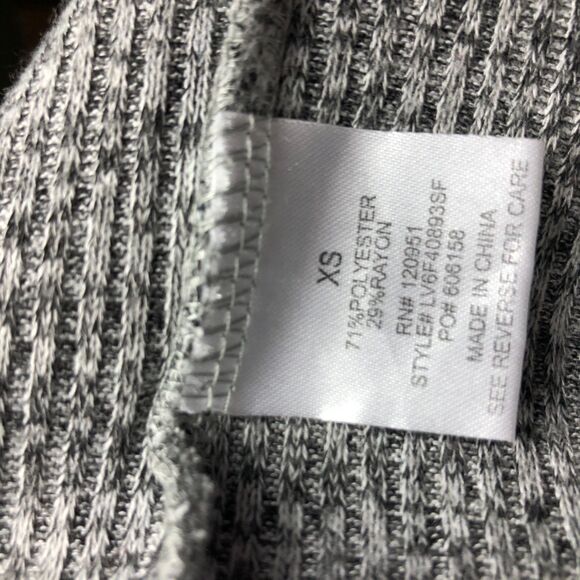 XS
71%POLYESTER
29%RAYON
RN# 120951
STYLE# LV6F40893SF
PO# 606158
MADE IN CHINA
SEE REVERSE FOR CARE